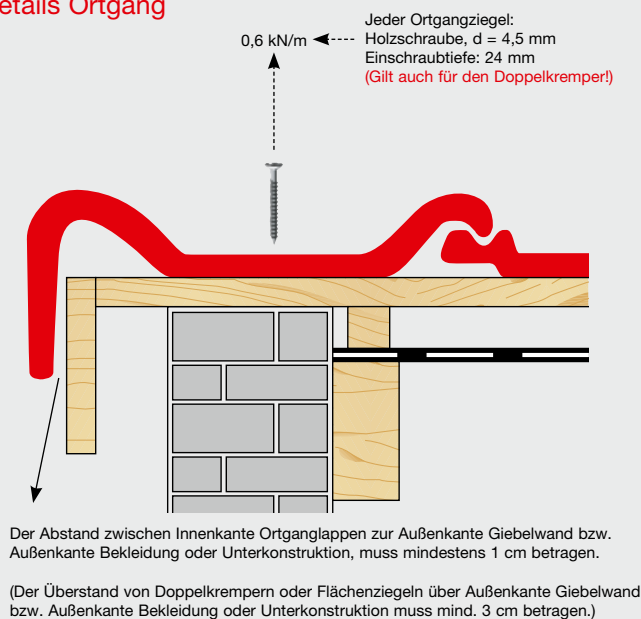 etails Ortgang
Jeder Ortgangziegel:
0,6 kN/m
Holzschraube, d = 4,5 mm
Einschraubtiefe: 24 mm
(Gilt auch für den Doppelkremper!)
Der Abstand zwischen Innenkante Ortganglappen zur Außenkante Giebelwand bzw.
Außenkante Bekleidung oder Unterkonstruktion, muss mindestens 1 cm betragen.
(Der Überstand von Doppelkrempern oder Flächenziegeln über Außenkante Giebelwand
bzw. Außenkante Bekleidung oder Unterkonstruktion muss mind. 3 cm betragen.)